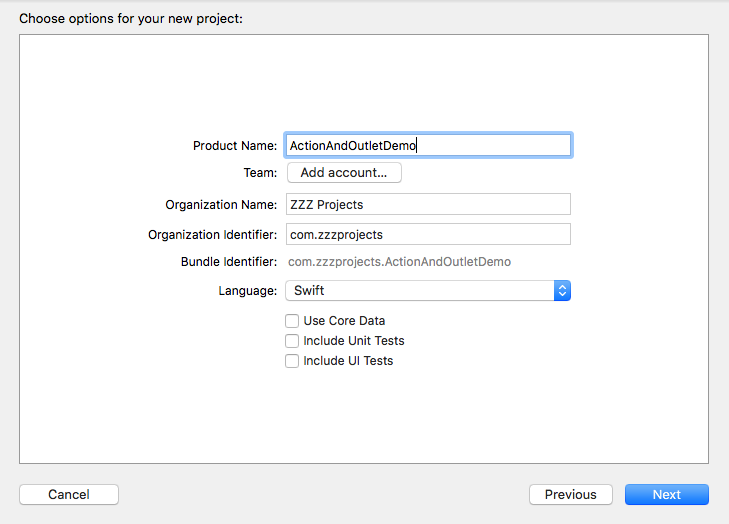 Choose options for your new project:
Product Name: ActionAndOutletDemo
Team: Add account...
Organization Name: ZZZ Projects
Organization Identifier: com.zzzprojects
Bundle Identifier: com.zzzprojects.ActionAndOutletDemo
Language: Swift
Use Core Data
Include Unit Tests
Include UI Tests
Cancel Previous Next